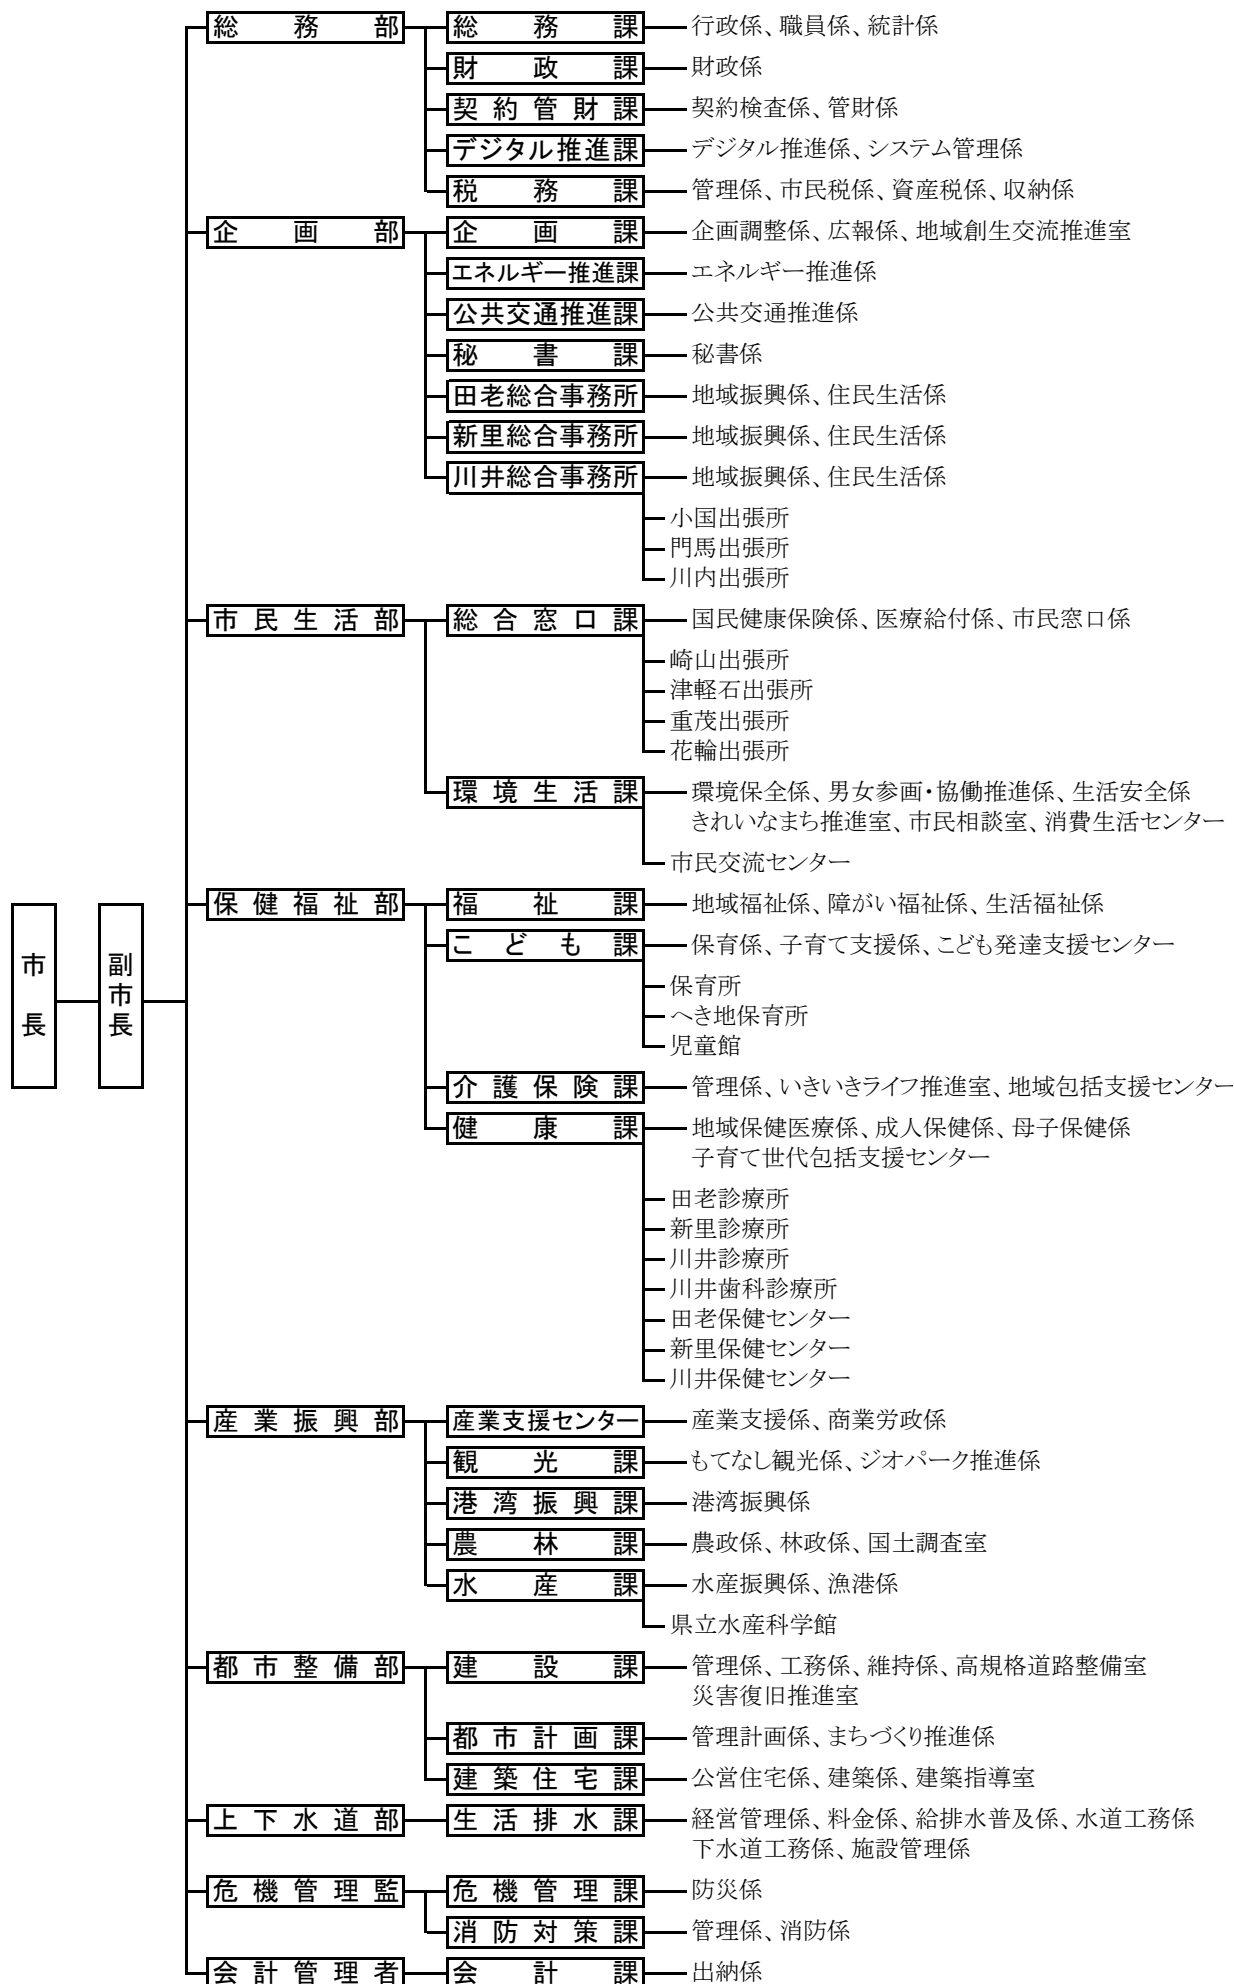 総務部 総務課 行政係、職員係、統計係
財政課 財政係
契約管財課 契約検査係、管財係
デジタル推進課 デジタル推進係、システム管理係
税務課 管理係、市民税係、資産税係、収納係
企画部 企画課 企画調整係、広報係、地域創生交流推進室
エネルギー推進課 エネルギー推進係
公共交通推進課 公共交通推進係
秘書課 秘書係
田老総合事務所 地域振興係、住民生活係
新里総合事務所 地域振興係、住民生活係
川井総合事務所 地域振興係、住民生活係
小国出張所
門馬出張所
川内出張所
市民生活部 総合窓口課 国民健康保険係、医療給付係、市民窓口係
崎山出張所
津軽石出張所
重茂出張所
花輪出張所
環境生活課 環境保全係、男女参画・協働推進係、生活安全係
きれいなまち推進室、市民相談室、消費生活センター
市民交流センター
市長 副市長
保健福祉部 福祉課 地域福祉係、障がい福祉係、生活福祉係
こども課 保育係、子育て支援係、こども発達支援センター
保育所
へき地保育所
児童館
介護保険課 管理係、いきいきライフ推進室、地域包括支援センター
健康課 地域保健医療係、成人保健係、母子保健係
子育て世代包括支援センター
田老診療所
新里診療所
川井診療所
川井歯科診療所
田老保健センター
新里保健センター
川井保健センター
産業振興部 産業支援センター 産業支援係、商業労政係
観光課 もてなし観光係、ジオパーク推進係
港湾振興課 港湾振興係
農林課 農政係、林政係、国土調査室
水産課 水産振興係、漁港係
県立水産科学館
都市整備部 建設課 管理係、工務係、維持係、高規格道路整備室
災害復旧推進室
都市計画課 管理計画係、まちづくり推進係
建築住宅課 公営住宅係、建築係、建築指導室
上下水道部 生活排水課 経営管理係、料金係、給排水普及係、水道工務係
下水道工務係、施設管理係
危機管理監 危機管理課 防災係
消防対策課 管理係、消防係
会計管理者 会計課 出納係